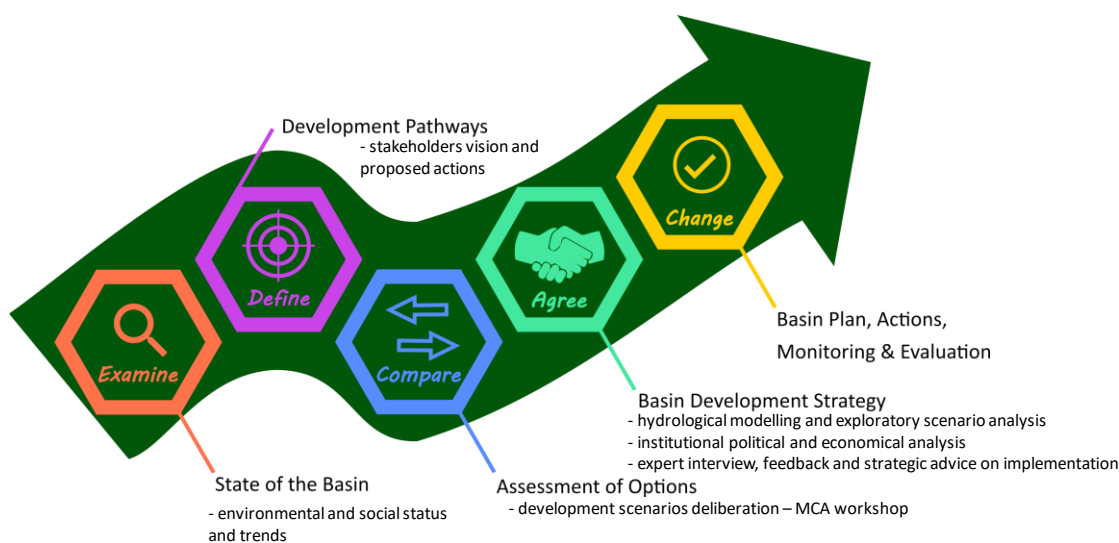 Development Pathways
- stakeholders vision and
proposed actions
Change
Define
Agree
Basin Plan, Actions,
Monitoring & Evaluation
Examine
Compare
Basin Development Strategy
- hydrological modelling and exploratory scenario analysis
- institutional political and economical analysis
- expert interview, feedback and strategic advice on implementation
State of the Basin
- environmental and social status
and trends
Assessment of Options
- development scenarios deliberation – MCA workshop